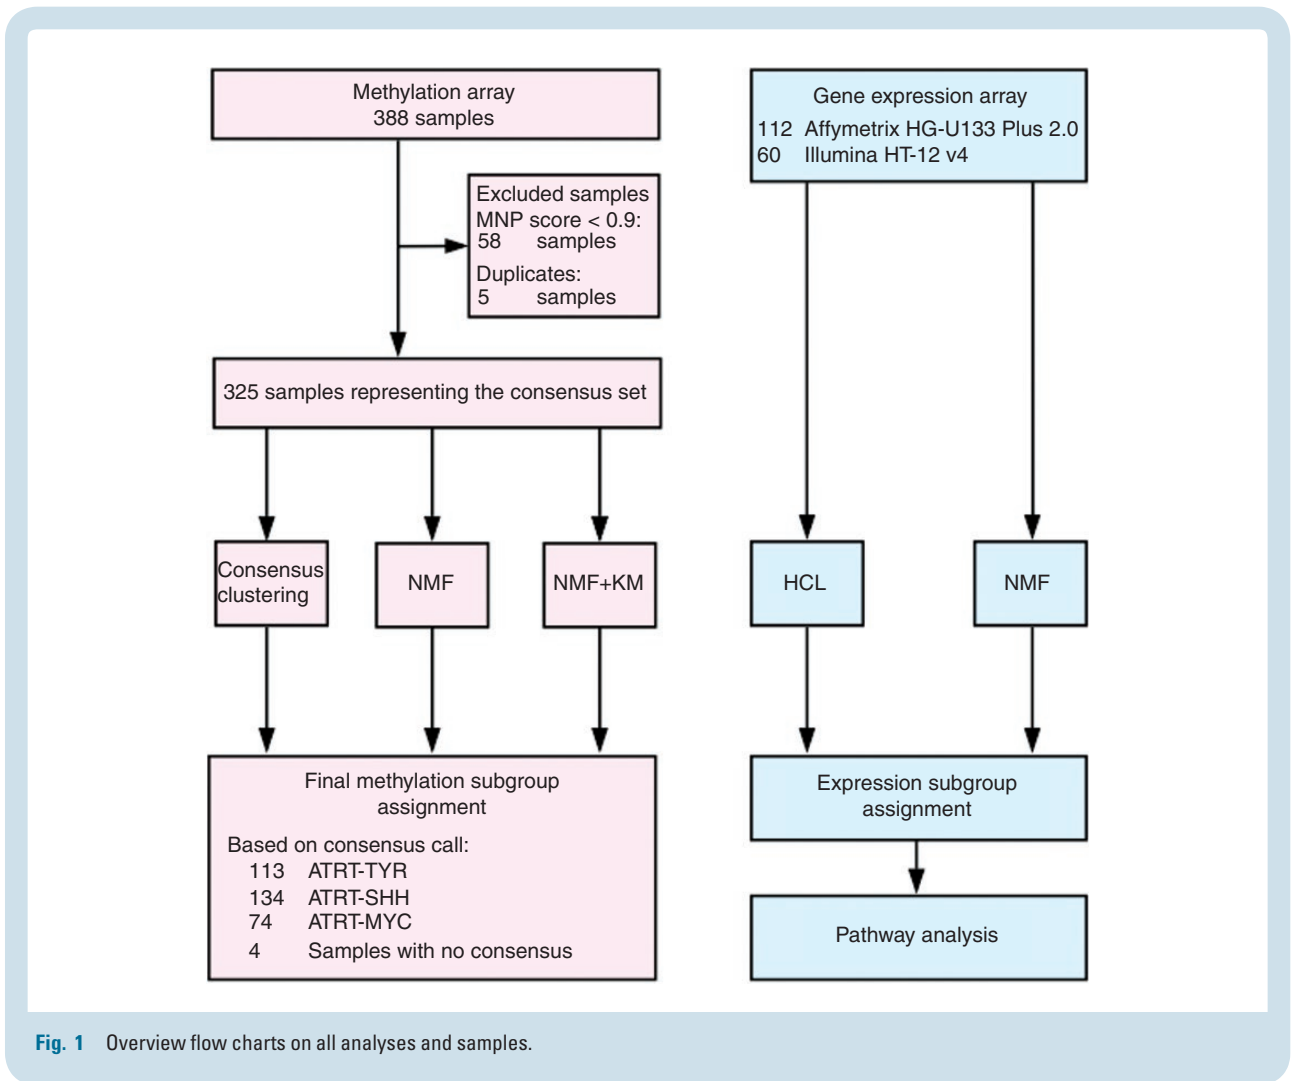 Methylation array
388 samples
Excluded samples
MNP score < 0.9:
58 samples
Duplicates:
5 samples
325 samples representing the consensus set
Consensus
clustering
NMF
NMF+KM
Final methylation subgroup
assignment
Based on consensus call:
113 ATRT-TYR
134 ATRT-SHH
74 ATRT-MYC
4 Samples with no consensus
Gene expression array
112 Affymetrix HG-U133 Plus 2.0
60 Illumina HT-12 v4
HCL
NMF
Expression subgroup
assignment
Pathway analysis
Fig. 1 Overview flow charts on all analyses and samples.